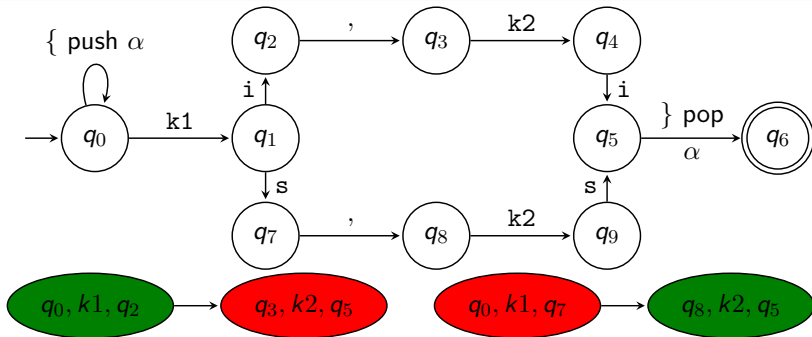 { push α
q0
k1
q1
i
q2
,
q3
k2
q4
i
q5
} pop
α
q6
s
q7
,
q8
k2
q9
s
q0, k1, q2
q3, k2, q5
q0, k1, q7
q8, k2, q5